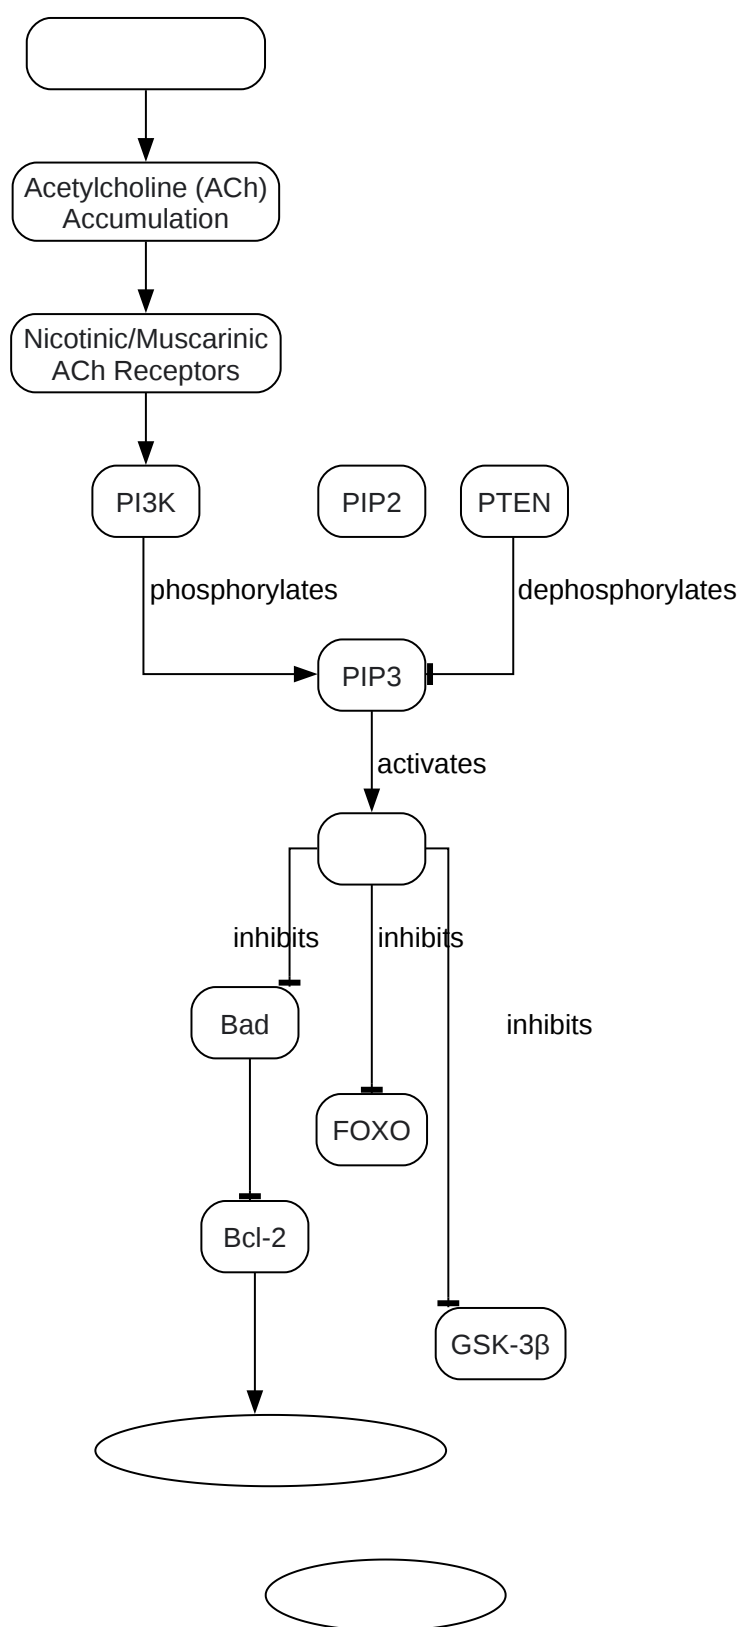 Acetylcholine (ACh)
Accumulation
Nicotinic/Muscarinic
ACh Receptors
PI3K
PIP2
PTEN
phosphorylates
dephosphorylates
PIP3
activates
inhibits
inhibits
Bad
inhibits
FOXO
Bcl-2
GSK-3β